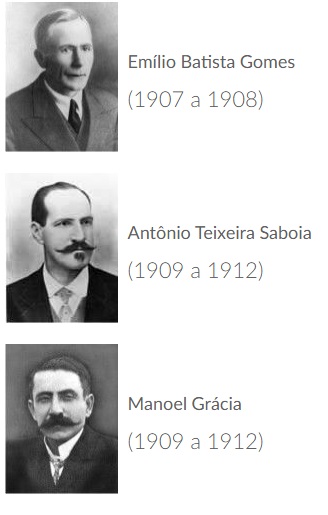 Emílio Batista Gomes
(1907 a 1908)
Antônio Teixeira Saboia
(1909 a 1912)
Manoel Grácia
(1909 a 1912)